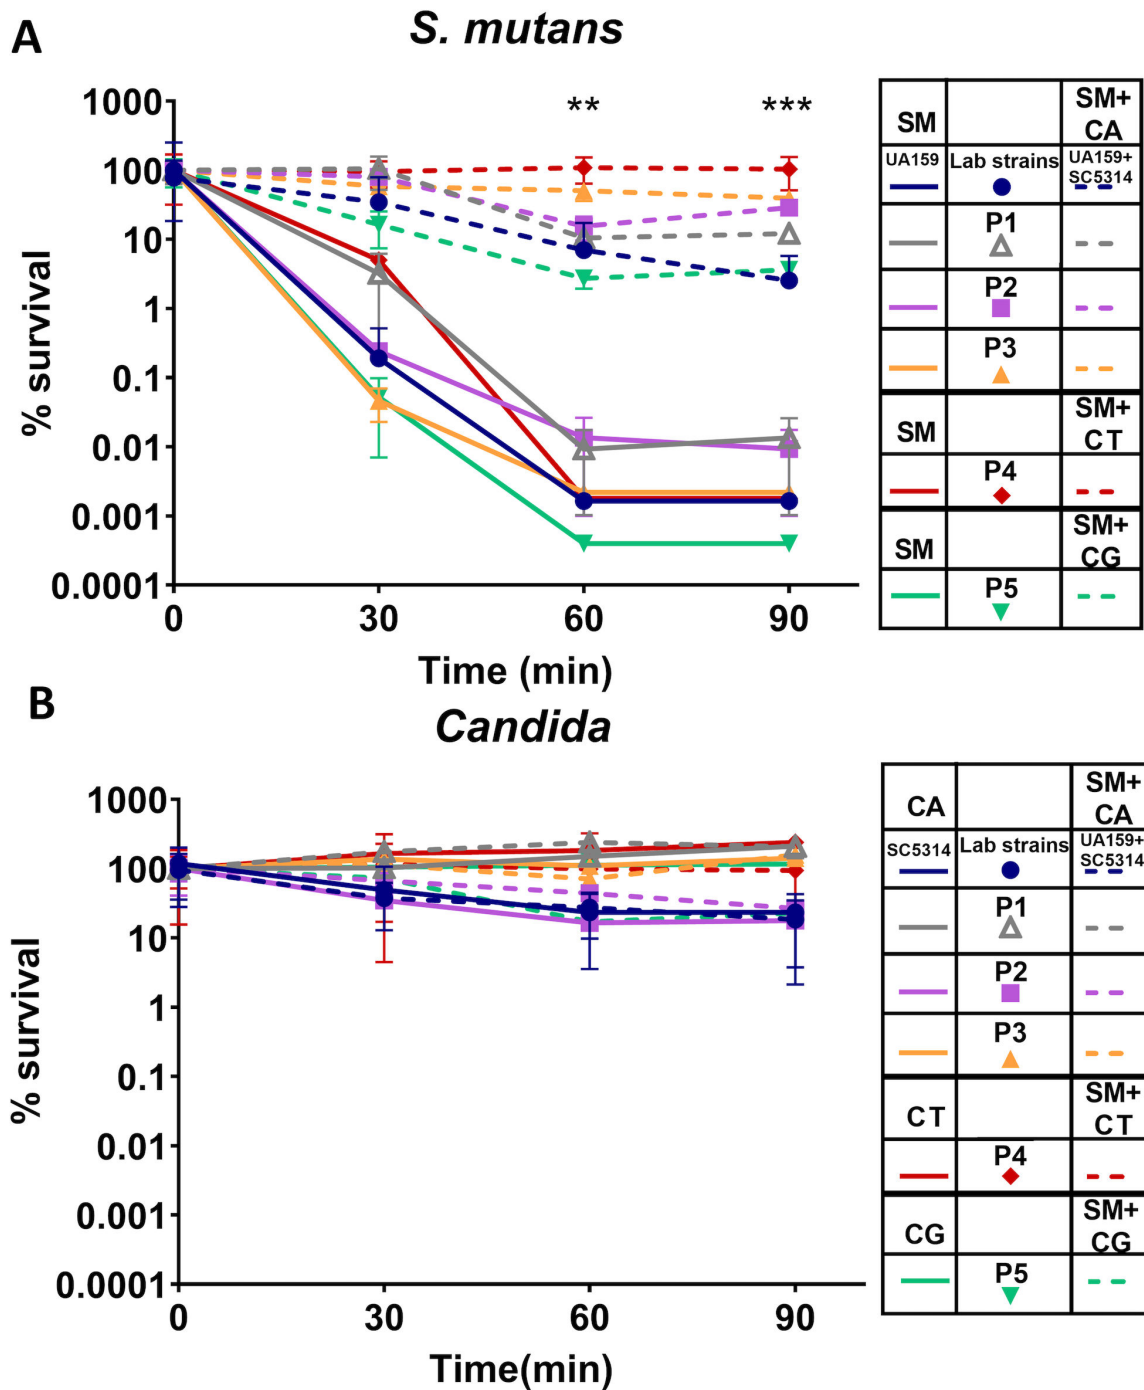 A
S. mutans
% survival
1000
100
10
1
0.1
0.01
0.001
0.0001
** ***
0 30 60 90
Time (min)
SM SM+
CA
UA159 Lab strains UA159+
SC5314
P1
P2
P3
SM SM+
CT
P4
SM SM+
CG
P5
B
Candida
% survival
1000
100
10
1
0.1
0.01
0.001
0.0001
0 30 60 90
Time(min)
CA SM+
CA
SC5314 Lab strains UA159+
SC5314
P1
P2
P3
CT SM+
CT
P4
CG SM+
CG
P5